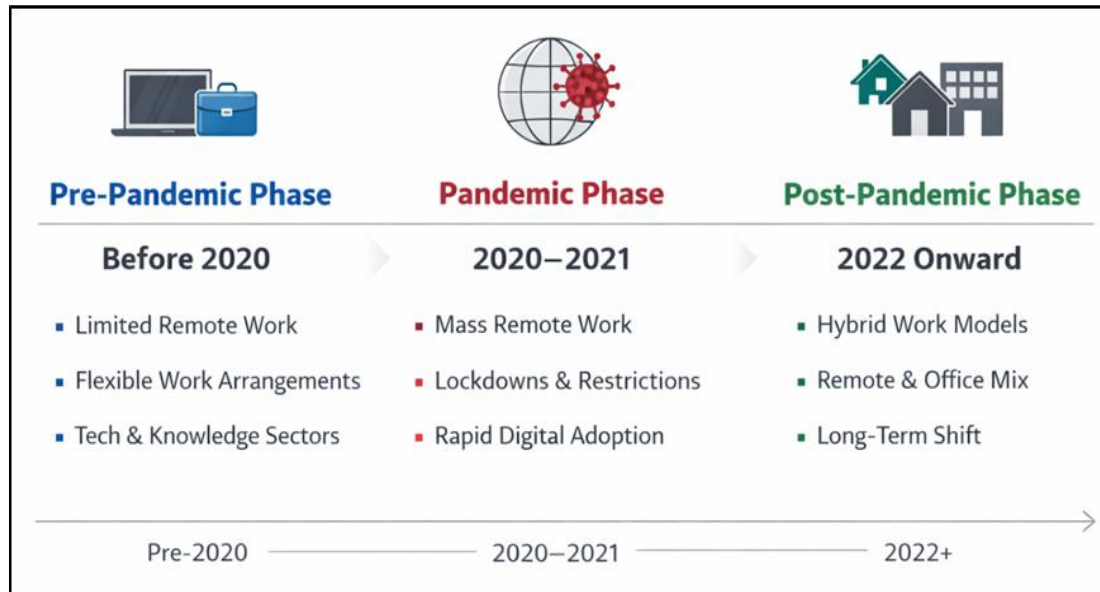 Pre-Pandemic Phase
Before 2020
Limited Remote Work
Flexible Work Arrangements
Tech & Knowledge Sectors
Pandemic Phase
2020–2021
Mass Remote Work
Lockdowns & Restrictions
Rapid Digital Adoption
Post-Pandemic Phase
2022 Onward
Hybrid Work Models
Remote & Office Mix
Long-Term Shift
Pre-2020
2020–2021
2022+